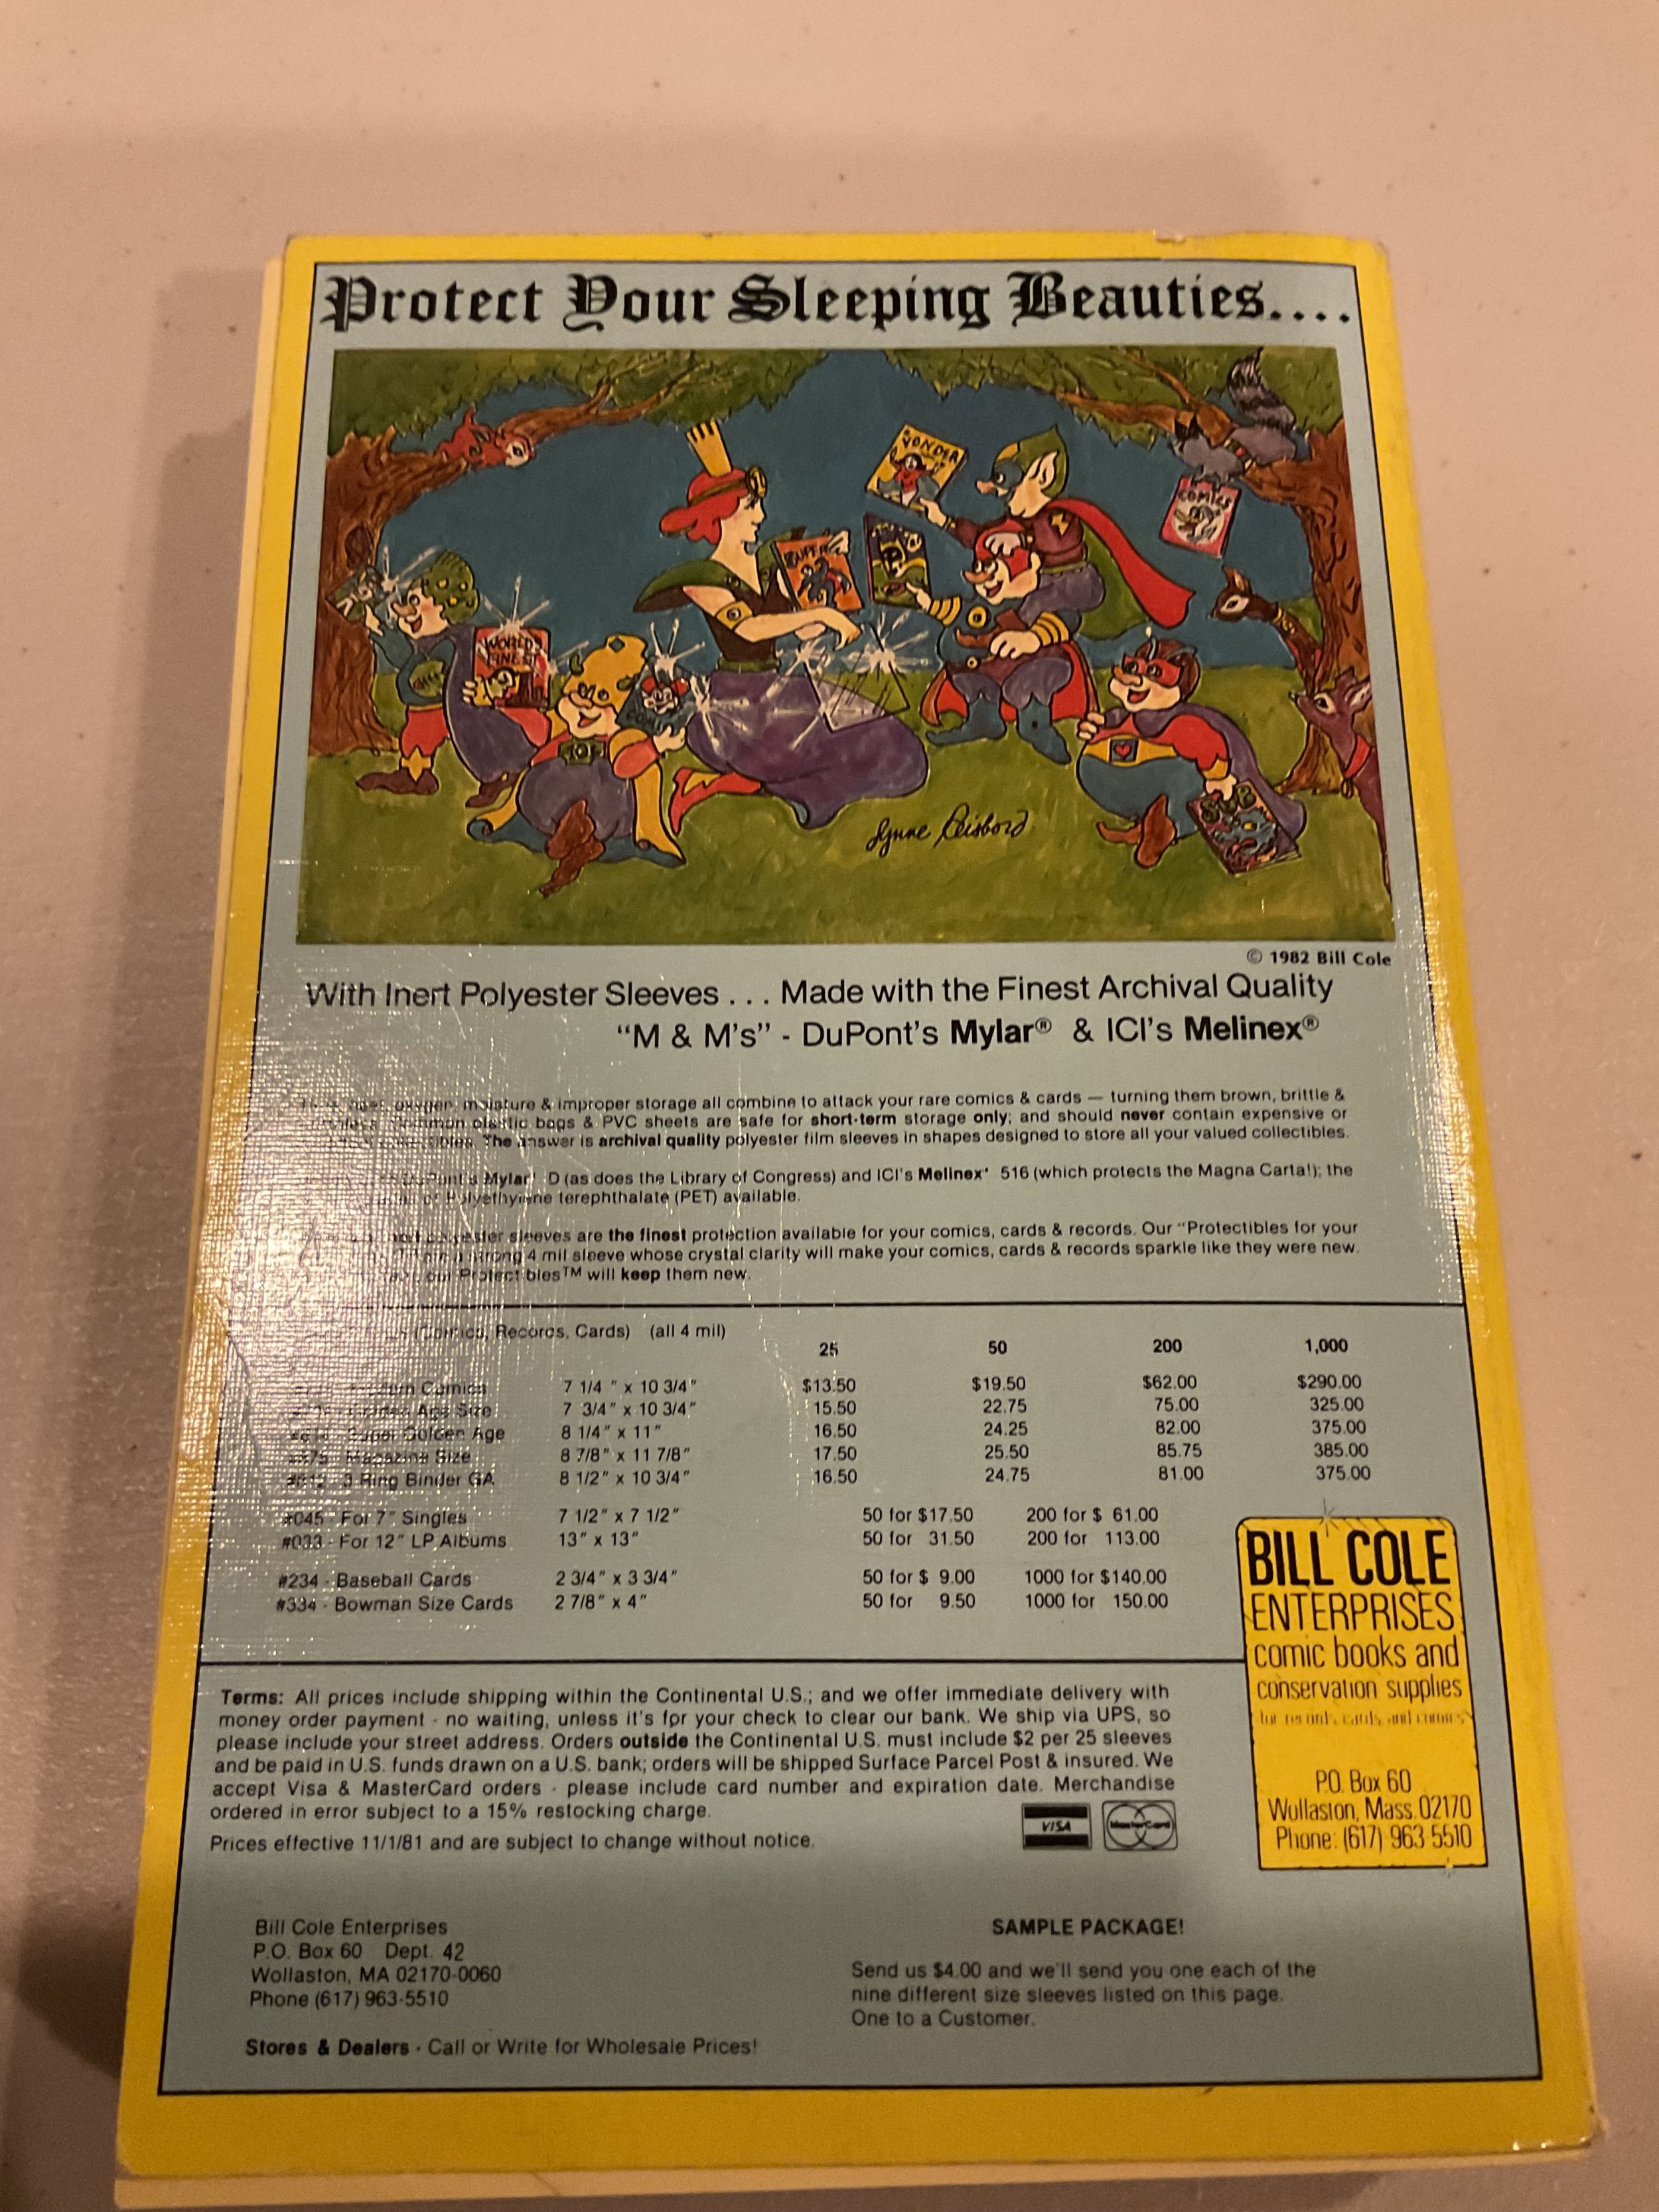 Protect Your Sleeping Beauties....
WONDER
SUPER
COMICS
WORLD'S
FINEST
COMICS
SUB
Lynne Reisbord
© 1982 Bill Cole
With Inert Polyester Sleeves . . . Made with the Finest Archival Quality
“M & M’s” - DuPont’s Mylar® & ICI’s Melinex®
oxygen, moisture & improper storage all combine to attack your rare comics & cards — turning them brown, brittle &
plastic bags & PVC sheets are safe for short-term storage only; and should never contain expensive or
The answer is archival quality polyester film sleeves in shapes designed to store all your valued collectibles.
DuPont's Mylar® D (as does the Library of Congress) and ICI's Melinex® 516 (which protects the Magna Carta!); the
of Polyethylene terephthalate (PET) available.
sleeves are the finest protection available for your comics, cards & records. Our “Protectibles for your
strong 4 mil sleeve whose crystal clarity will make your comics, cards & records sparkle like they were new.
our Protectibles™ will keep them new.
(Comics, Records, Cards) (all 4 mil)
25 50 200 1,000
Comics 7 1/4 ” x 10 3/4” $13.50 $19.50 $62.00 $290.00
Golden Age Size 7 3/4” x 10 3/4” 15.50 22.75 75.00 325.00
Super Golden Age 8 1/4” x 11” 16.50 24.25 82.00 375.00
Magazine Size 8 7/8” x 11 7/8” 17.50 25.50 85.75 385.00
3 Ring Binder GA 8 1/2” x 10 3/4” 16.50 24.75 81.00 375.00
#045 - For 7” Singles 7 1/2” x 7 1/2” 50 for $17.50 200 for $ 61.00
#033 - For 12” LP Albums 13” x 13” 50 for 31.50 200 for 113.00
#234 - Baseball Cards 2 3/4” x 3 3/4” 50 for $ 9.00 1000 for $140.00
#334 - Bowman Size Cards 2 7/8” x 4” 50 for 9.50 1000 for 150.00
BILL COLE
ENTERPRISES
comic books and
conservation supplies
for records, cards, and comics
P.O. Box 60
Wollaston, Mass. 02170
Phone: (617) 963 5510
Terms: All prices include shipping within the Continental U.S.; and we offer immediate delivery with
money order payment - no waiting, unless it's for your check to clear our bank. We ship via UPS, so
please include your street address. Orders outside the Continental U.S. must include $2 per 25 sleeves
and be paid in U.S. funds drawn on a U.S. bank; orders will be shipped Surface Parcel Post & insured. We
accept Visa & MasterCard orders - please include card number and expiration date. Merchandise
ordered in error subject to a 15% restocking charge.
VISA MasterCard
Prices effective 11/1/81 and are subject to change without notice.
Bill Cole Enterprises
P.O. Box 60 Dept. 42
Wollaston, MA 02170-0060
Phone (617) 963-5510
Stores & Dealers - Call or Write for Wholesale Prices!
SAMPLE PACKAGE!
Send us $4.00 and we'll send you one each of the
nine different size sleeves listed on this page.
One to a Customer.